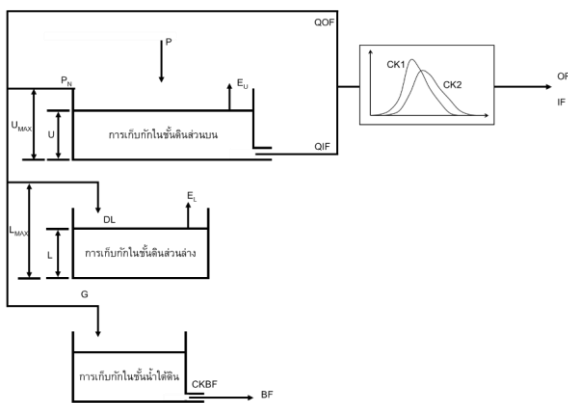 QOF
P
CK1
CK2
OF
IF
P_N
E_U
U_MAX
U
การเก็บกักในชั้นดินส่วนบน
QIF
E_L
DL
L_MAX
L
การเก็บกักในชั้นดินส่วนล่าง
G
การเก็บกักในชั้นน้ำใต้ดิน
CKBF
BF